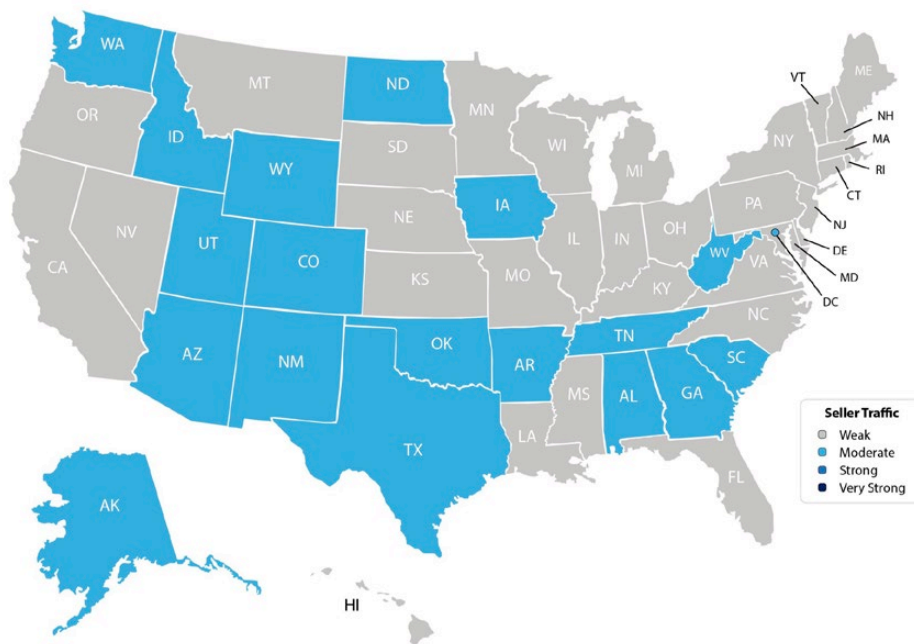 WA
MT
ND
MN
VT
ME
OR
ID
WY
SD
WI
MI
NY
NH
MA
RI
CT
NV
UT
CO
NE
IA
IL
IN
OH
PA
NJ
CA
KS
MO
KY
WV
VA
DE
MD
DC
AZ
NM
OK
AR
TN
NC
SC
TX
LA
MS
AL
GA
FL
AK
HI
Seller Traffic
Weak
Moderate
Strong
Very Strong